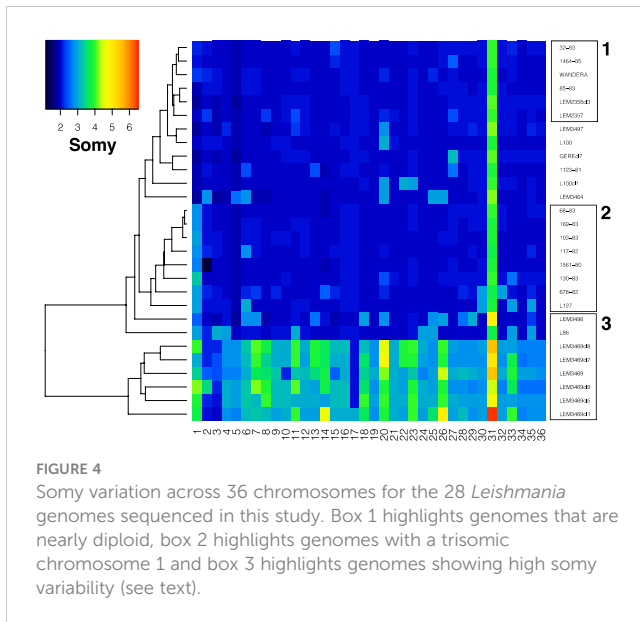 2 3 4 5 6
Somy
1
32-83
1464-85
WANDERA
85-83
LEM2358d3
LEM2357
LEM3497
L100
GEREcl7
1123-81
L100cl1
LEM3464
2
68-83
169-83
103-83
117-82
1561-80
130-83
678-82
L127
3
LEM3498
L86
LEM3469cl8
LEM3469cl7
LEM3469
LEM3469cl9
LEM3469cl5
LEM3469cl1
1 2 3 4 5 6 7 8 9 10 11 12 13 14 15 16 17 18 19 20 21 22 23 24 25 26 27 28 29 30 31 32 33 34 35 36
FIGURE 4
Somy variation across 36 chromosomes for the 28 Leishmania
genomes sequenced in this study. Box 1 highlights genomes that are
nearly diploid, box 2 highlights genomes with a trisomic
chromosome 1 and box 3 highlights genomes showing high somy
variability (see text).